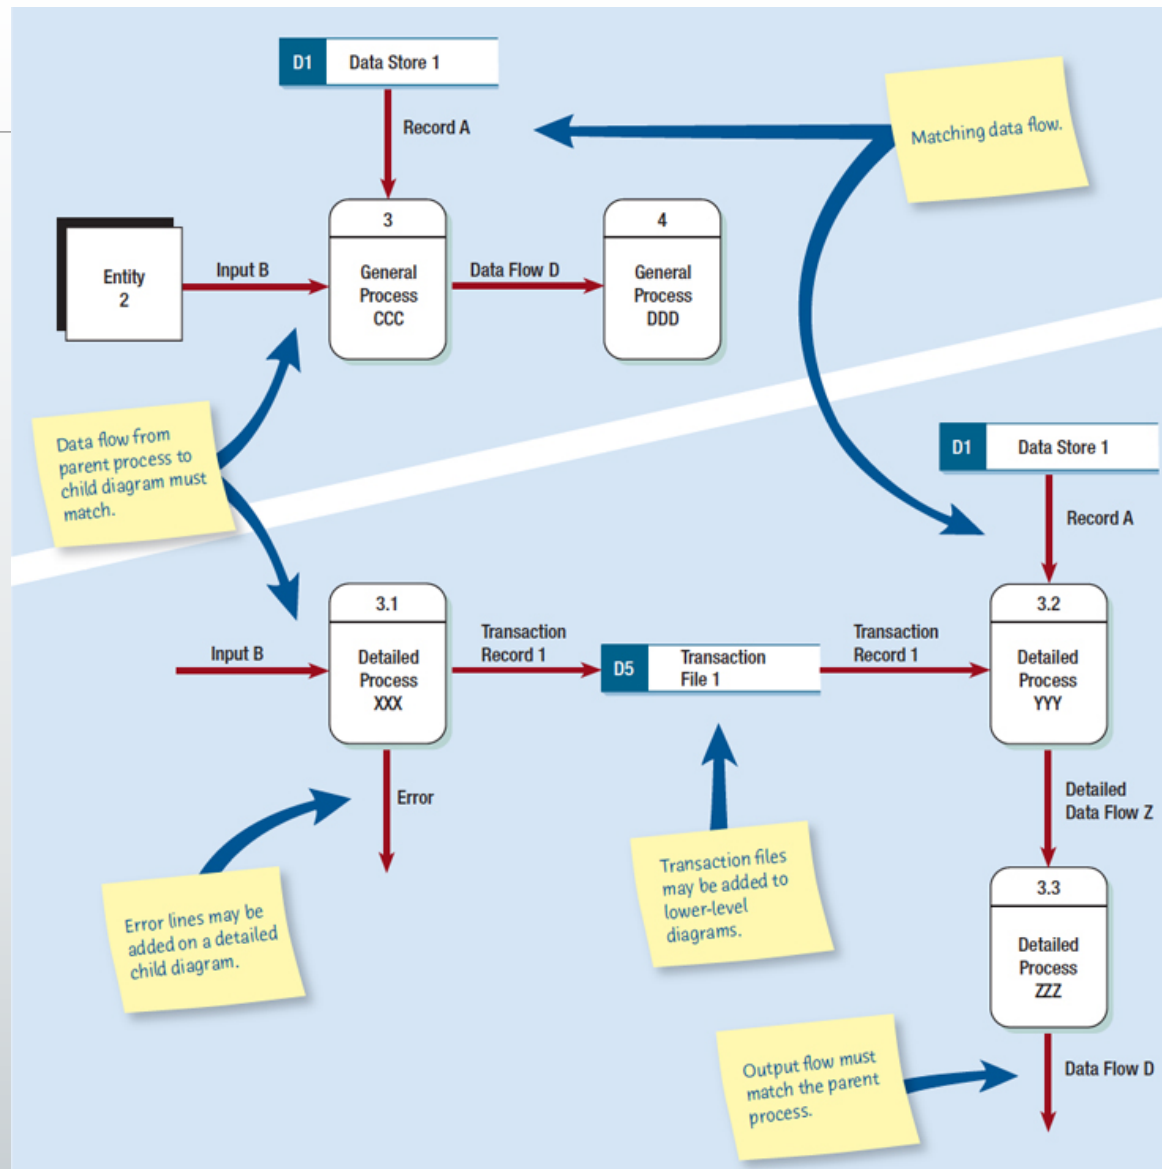 D1
Data Store 1
Record A
Matching data flow.
3
General
Process
CCC
4
General
Process
DDD
Entity
2
Input B
Data Flow D
Data flow from
parent process to
child diagram must
match.
D1
Data Store 1
Record A
3.1
Detailed
Process
XXX
Input B
Transaction
Record 1
D5
Transaction
File 1
Transaction
Record 1
3.2
Detailed
Process
YYY
Error
Detailed
Data Flow Z
Error lines may be
added on a detailed
child diagram.
Transaction files
may be added to
lower-level
diagrams.
3.3
Detailed
Process
ZZZ
Output flow must
match the parent
process.
Data Flow D